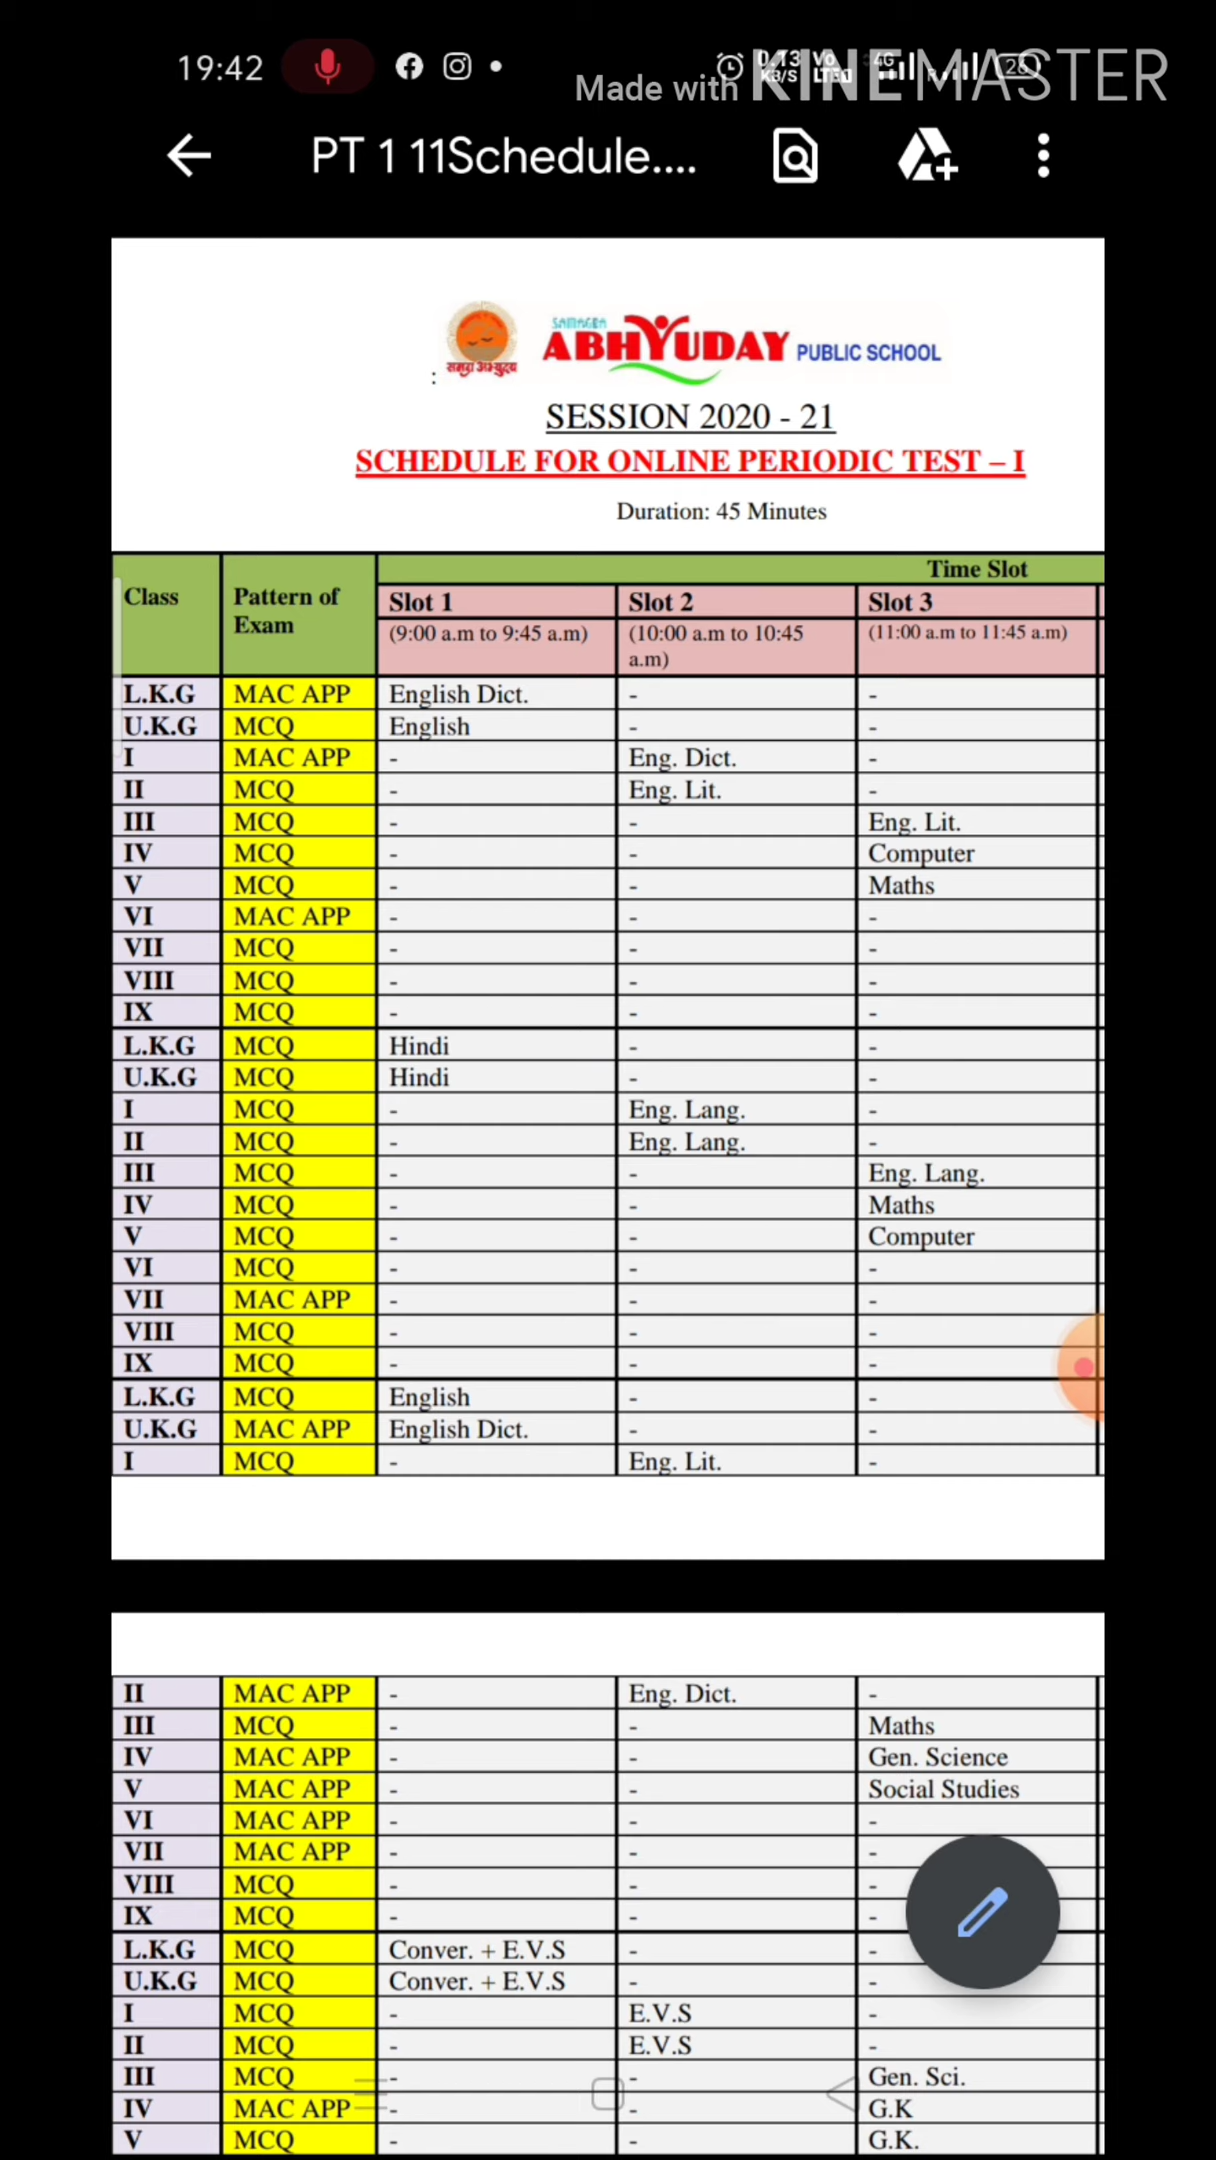 19:42
Made with KINEMASTER
PT 1 11Schedule....
समग्र अभ्युदय
SAMAGRA
ABHYUDAY PUBLIC SCHOOL
:
SESSION 2020 - 21
SCHEDULE FOR ONLINE PERIODIC TEST – I
Duration: 45 Minutes
Class Pattern of Exam Time Slot
Slot 1 Slot 2 Slot 3
(9:00 a.m to 9:45 a.m) (10:00 a.m to 10:45 a.m) (11:00 a.m to 11:45 a.m)
L.K.G MAC APP English Dict. - -
U.K.G MCQ English - -
I MAC APP - Eng. Dict. -
II MCQ - Eng. Lit. -
III MCQ - - Eng. Lit.
IV MCQ - - Computer
V MCQ - - Maths
VI MAC APP - - -
VII MCQ - - -
VIII MCQ - - -
IX MCQ - - -
L.K.G MCQ Hindi - -
U.K.G MCQ Hindi - -
I MCQ - Eng. Lang. -
II MCQ - Eng. Lang. -
III MCQ - - Eng. Lang.
IV MCQ - - Maths
V MCQ - - Computer
VI MCQ - - -
VII MAC APP - - -
VIII MCQ - - -
IX MCQ - - -
L.K.G MCQ English - -
U.K.G MAC APP English Dict. - -
I MCQ - Eng. Lit. -
II MAC APP - Eng. Dict. -
III MCQ - - Maths
IV MAC APP - - Gen. Science
V MAC APP - - Social Studies
VI MAC APP - - -
VII MAC APP - - -
VIII MCQ - - -
IX MCQ - - -
L.K.G MCQ Conver. + E.V.S - -
U.K.G MCQ Conver. + E.V.S - -
I MCQ - E.V.S -
II MCQ - E.V.S -
III MCQ - - Gen. Sci.
IV MAC APP - - G.K
V MCQ - - G.K.